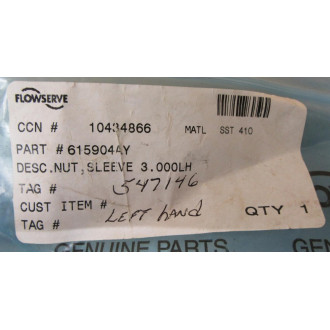 FLOWSERVE
CCN # 10434866 MATL SST 410
PART # 615904AY
DESC. NUT, SLEEVE 3.000LH
TAG # 547146
CUST ITEM #
TAG # LEFT hAND QTY 1
GENUINE PARTS GENU